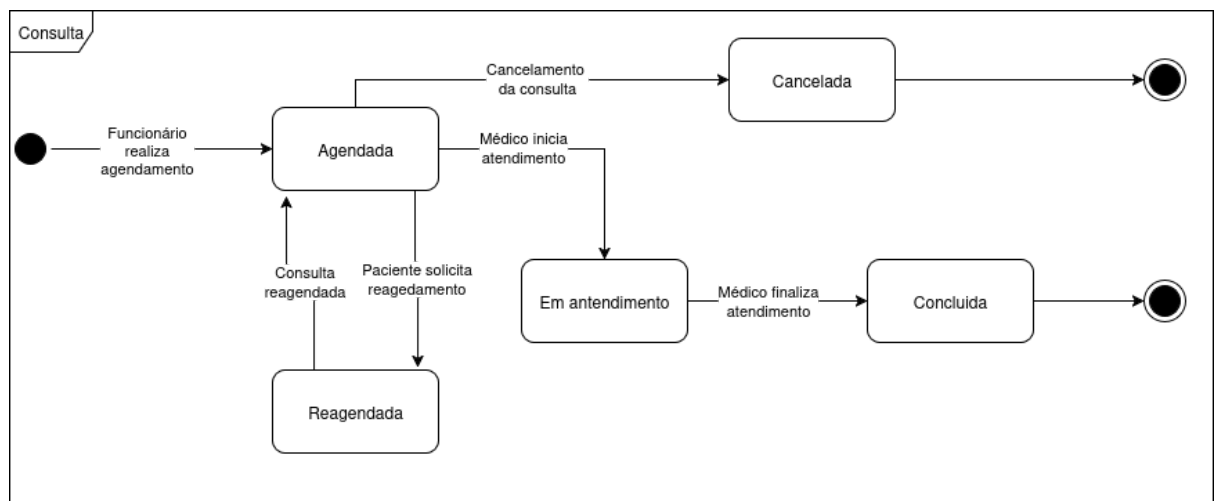 Consulta
Cancelamento
da consulta
Cancelada
Funcionário
realiza
agendamento
Agendada
Médico inicia
atendimento
Consulta
reagendada
Paciente solicita
reagedamento
Em antendimento
Médico finaliza
atendimento
Concluida
Reagendada